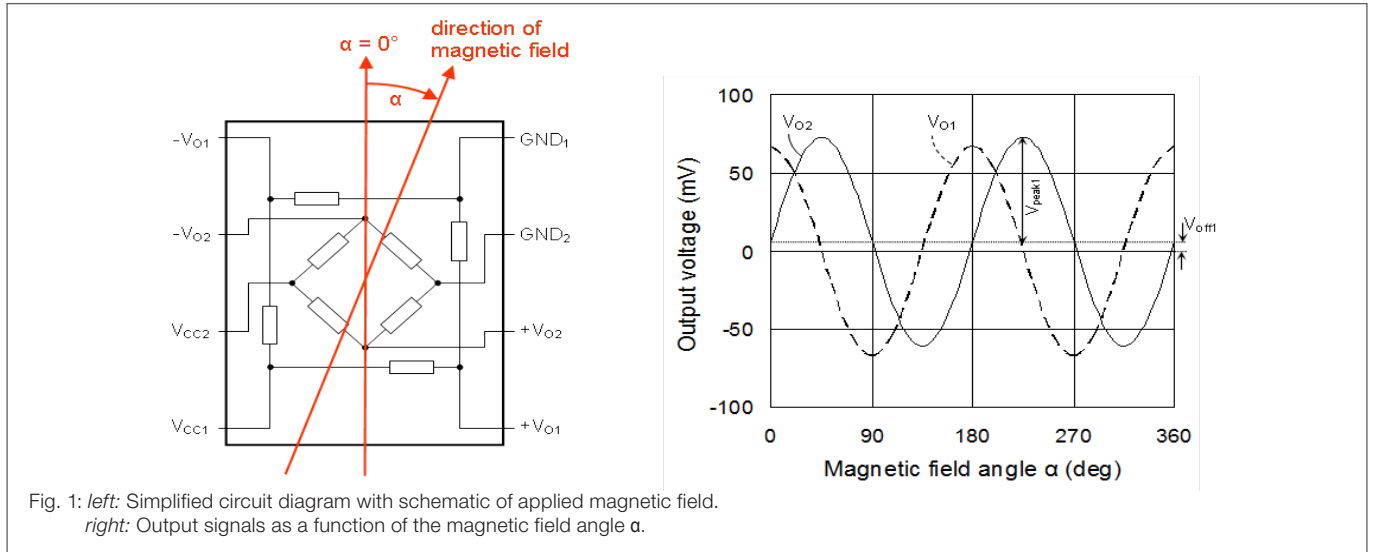 α = 0°
direction of
magnetic field
α
-VO1
GND1
-VO2
GND2
VCC2
+VO2
VCC1
+VO1
100
50
0
-50
-100
Output voltage (mV)
VO2
VO1
Vpeak1
Voff1
0 90 180 270 360
Magnetic field angle α (deg)
Fig. 1: left: Simplified circuit diagram with schematic of applied magnetic field.
right: Output signals as a function of the magnetic field angle α.